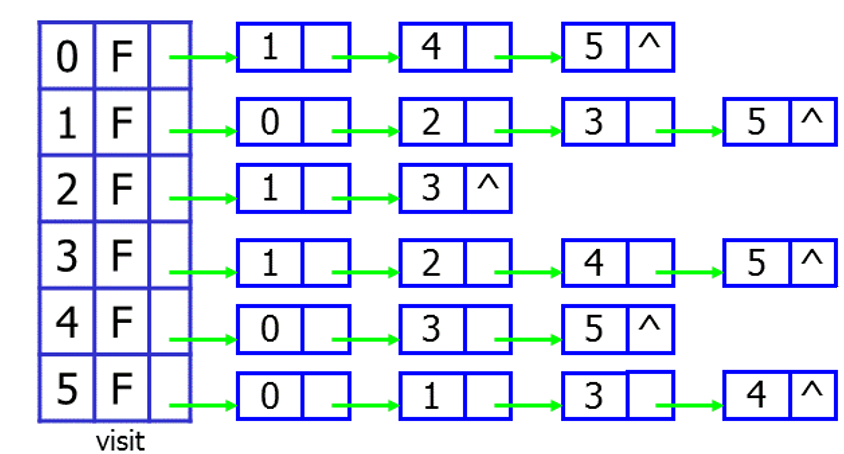 0 F 1 4 5 ^
1 F 0 2 3 5 ^
2 F 1 3 ^
3 F 1 2 4 5 ^
4 F 0 3 5 ^
5 F 0 1 3 4 ^
visit